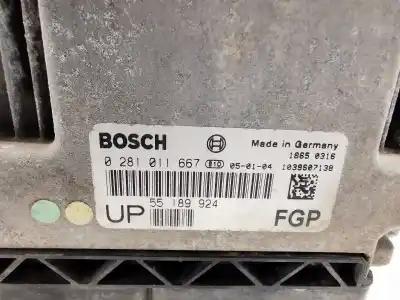 BOSCH Made in Germany
1865 0316
0 281 011 667 810 05-01-04 1039S07138
55 189 924
UP FGP